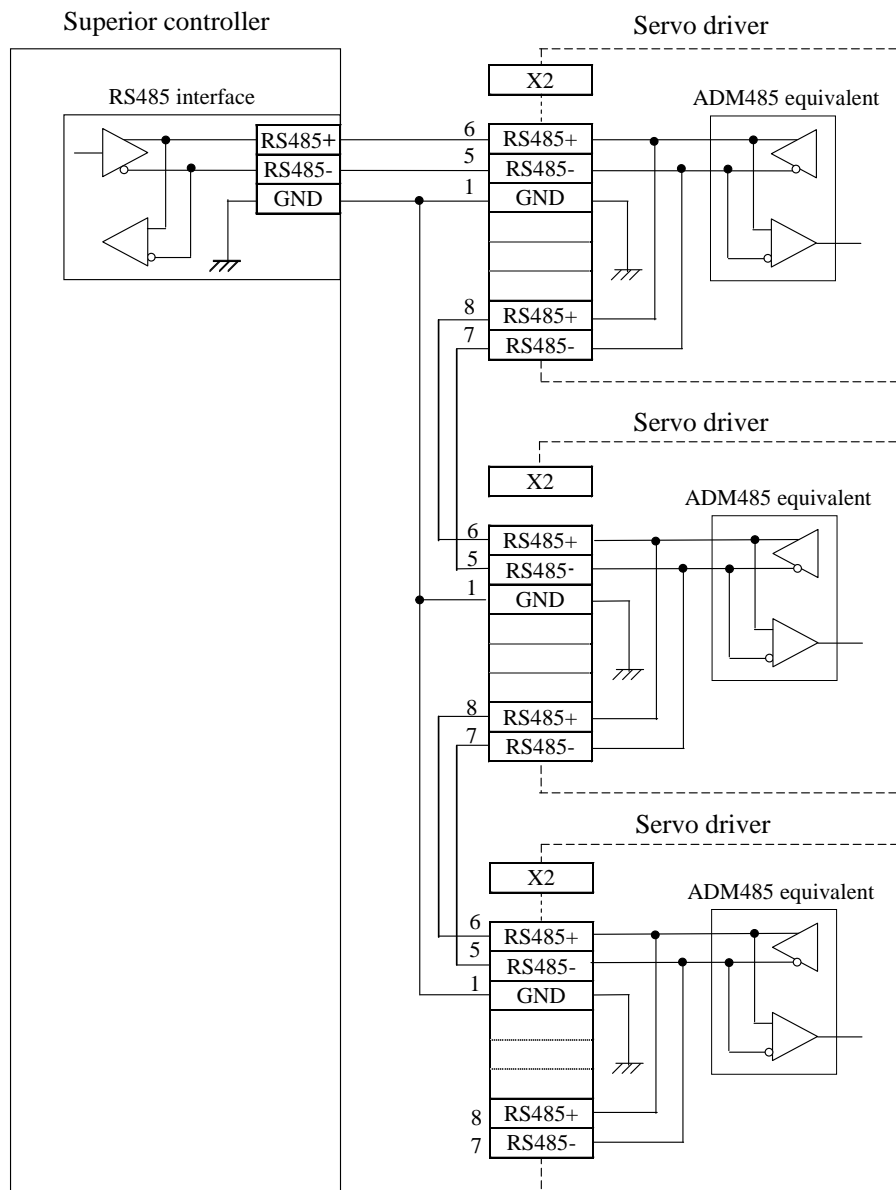 Superior controller
Servo driver
X2
RS485 interface
ADM485 equivalent
RS485+
6
RS485+
RS485-
5
RS485-
GND
1
GND
8
RS485+
7
RS485-
Servo driver
X2
ADM485 equivalent
6
RS485+
5
RS485-
1
GND
8
RS485+
7
RS485-
Servo driver
X2
ADM485 equivalent
6
RS485+
5
RS485-
1
GND
8
RS485+
7
RS485-